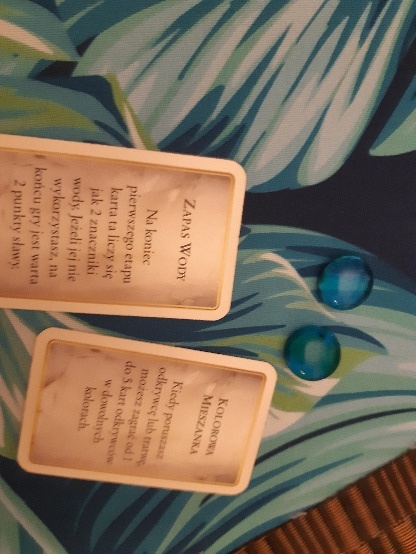 ZAPAS WODY
Na koniec
pierwszego etapu
karta ta liczy się
jak 2 znaczniki
wody. Jeżeli jej nie
wykorzystasz, na
końcu gry jest warta
2 punkty sławy.
KOLOROWA
MIESZANKA
Kiedy poruszasz
odkrywcę lub tratwę,
możesz zagrać od 1
do 5 kart odkrywców
w dowolnych
kolorach.